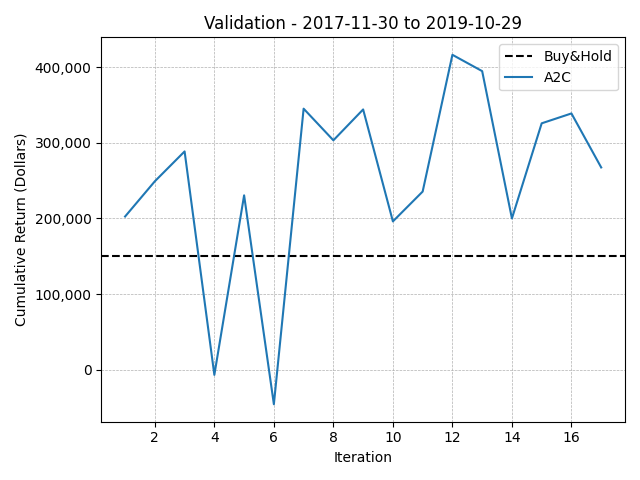 Validation - 2017-11-30 to 2019-10-29
Buy&Hold
A2C
Cumulative Return (Dollars)
400,000
300,000
200,000
100,000
0
2 4 6 8 10 12 14 16
Iteration